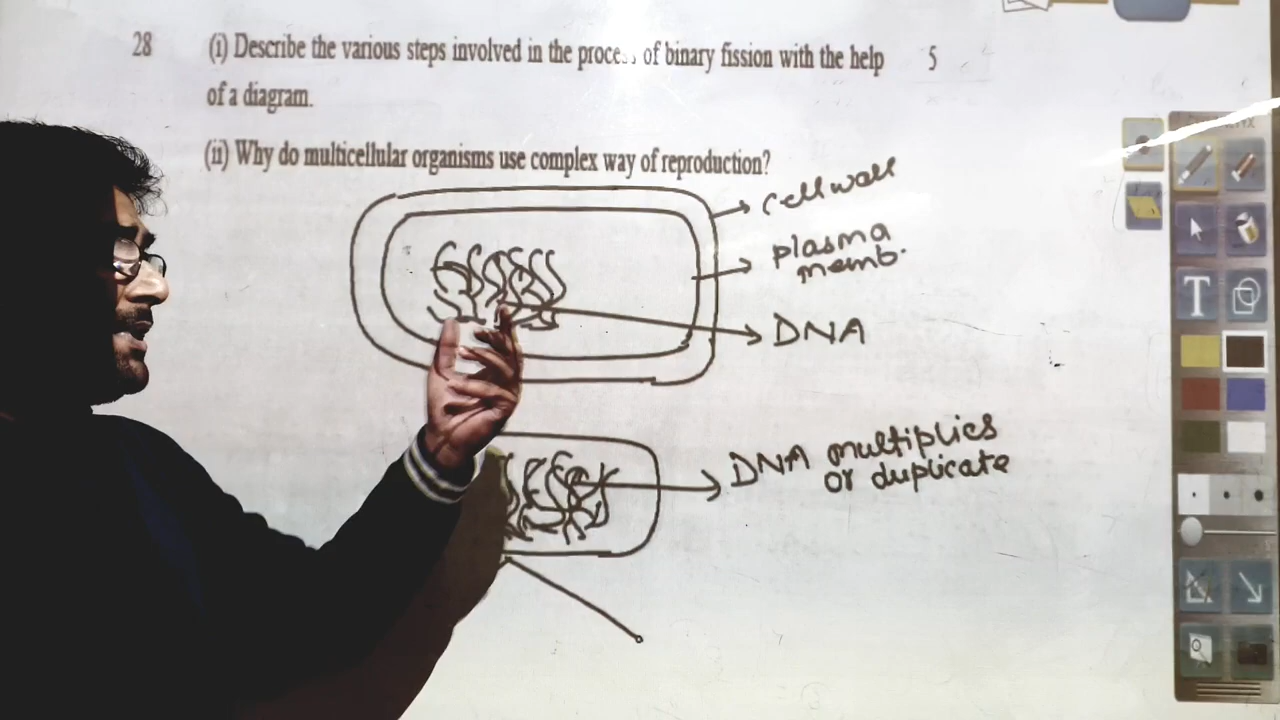 28 (i) Describe the various steps involved in the process of binary fission with the help 5
of a diagram.
(ii) Why do multicellular organisms use complex way of reproduction?
cell wall
plasma
memb.
DNA
DNA multiplies
or duplicate
T